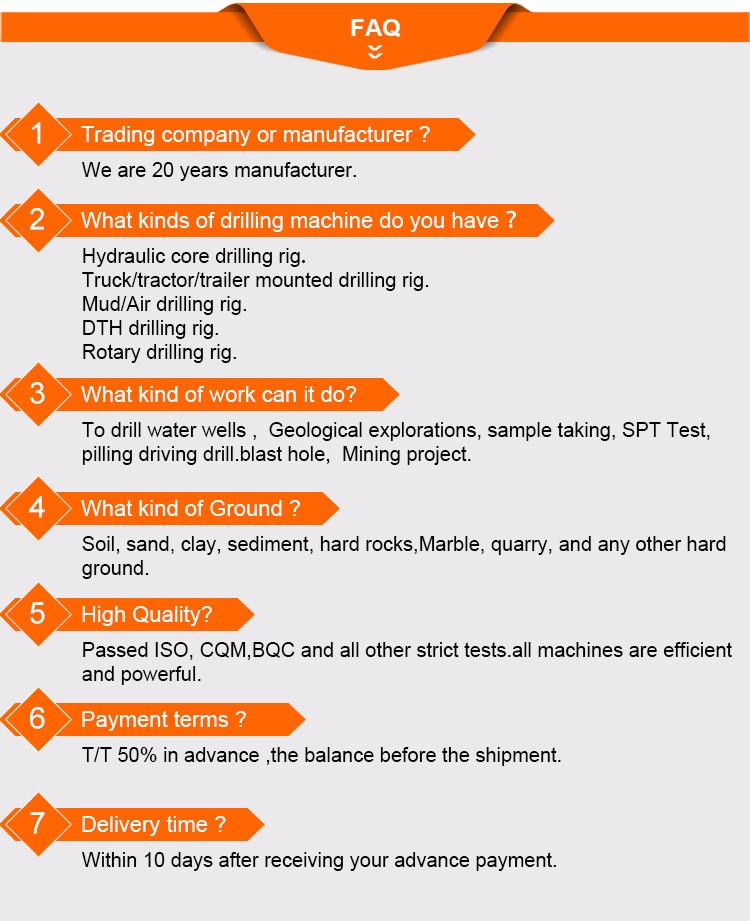 FAQ
1
Trading company or manufacturer ?
We are 20 years manufacturer.
2
What kinds of drilling machine do you have ?
Hydraulic core drilling rig.
Truck/tractor/trailer mounted drilling rig.
Mud/Air drilling rig.
DTH drilling rig.
Rotary drilling rig.
3
What kind of work can it do?
To drill water wells ,  Geological explorations, sample taking, SPT Test,
pilling driving drill.blast hole,  Mining project.
4
What kind of Ground ?
Soil, sand, clay, sediment, hard rocks,Marble, quarry, and any other hard
ground.
5
High Quality?
Passed ISO, CQM,BQC and all other strict tests.all machines are efficient
and powerful.
6
Payment terms ?
T/T 50% in advance ,the balance before the shipment.
7
Delivery time ?
Within 10 days after receiving your advance payment.